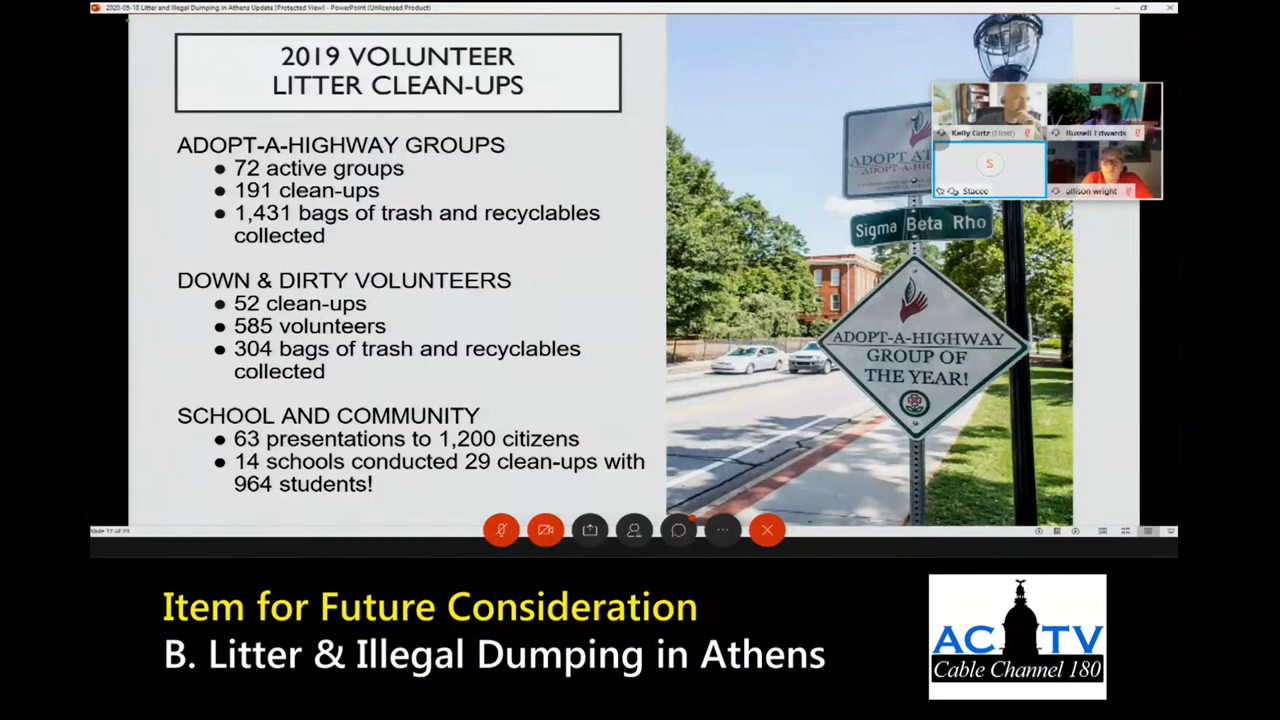 2020-05-18 Litter and Illegal Dumping in Athens Update [Protected View] - PowerPoint (Unlicensed Product)
2019 VOLUNTEER
LITTER CLEAN-UPS
ADOPT-A-HIGHWAY GROUPS
● 72 active groups
● 191 clean-ups
● 1,431 bags of trash and recyclables
collected
DOWN & DIRTY VOLUNTEERS
● 52 clean-ups
● 585 volunteers
● 304 bags of trash and recyclables
collected
SCHOOL AND COMMUNITY
● 63 presentations to 1,200 citizens
● 14 schools conducted 29 clean-ups with
964 students!
ADOPT
ADOPT-A-HIG
Sigma Beta Rho
ADOPT-A-HIGHWAY
GROUP OF
THE YEAR!
Kelly Girtz (Host)
Russell Edwards
S
Stacee
allison wright
Item for Future Consideration
B. Litter & Illegal Dumping in Athens
ACTV
Cable Channel 180